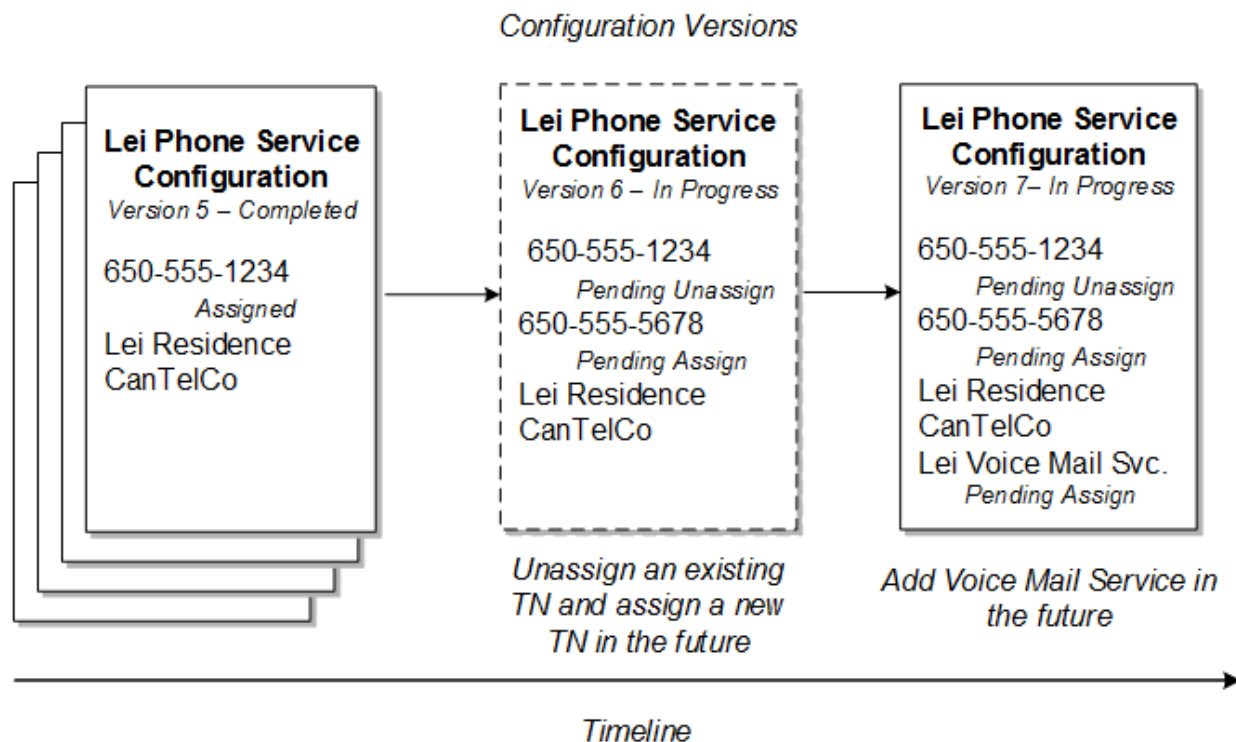 Configuration Versions
Lei Phone Service
Configuration
Version 5 – Completed
650-555-1234
Assigned
Lei Residence
CanTelCo
Lei Phone Service
Configuration
Version 6 – In Progress
650-555-1234
Pending Unassign
650-555-5678
Pending Assign
Lei Residence
CanTelCo
Unassign an existing
TN and assign a new
TN in the future
Lei Phone Service
Configuration
Version 7– In Progress
650-555-1234
Pending Unassign
650-555-5678
Pending Assign
Lei Residence
CanTelCo
Lei Voice Mail Svc.
Pending Assign
Add Voice Mail Service in
the future
Timeline